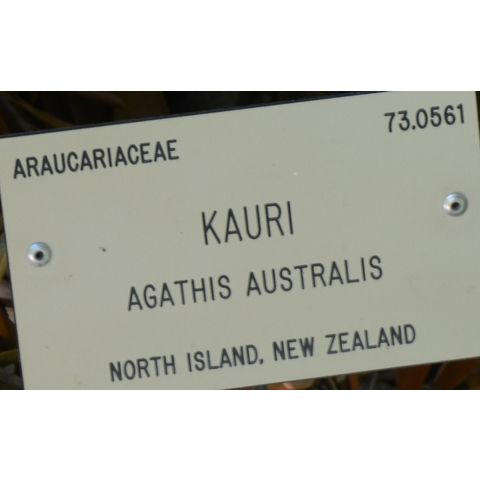 ARAUCARIACEAE 73.0561
KAURI
AGATHIS AUSTRALIS
NORTH ISLAND, NEW ZEALAND